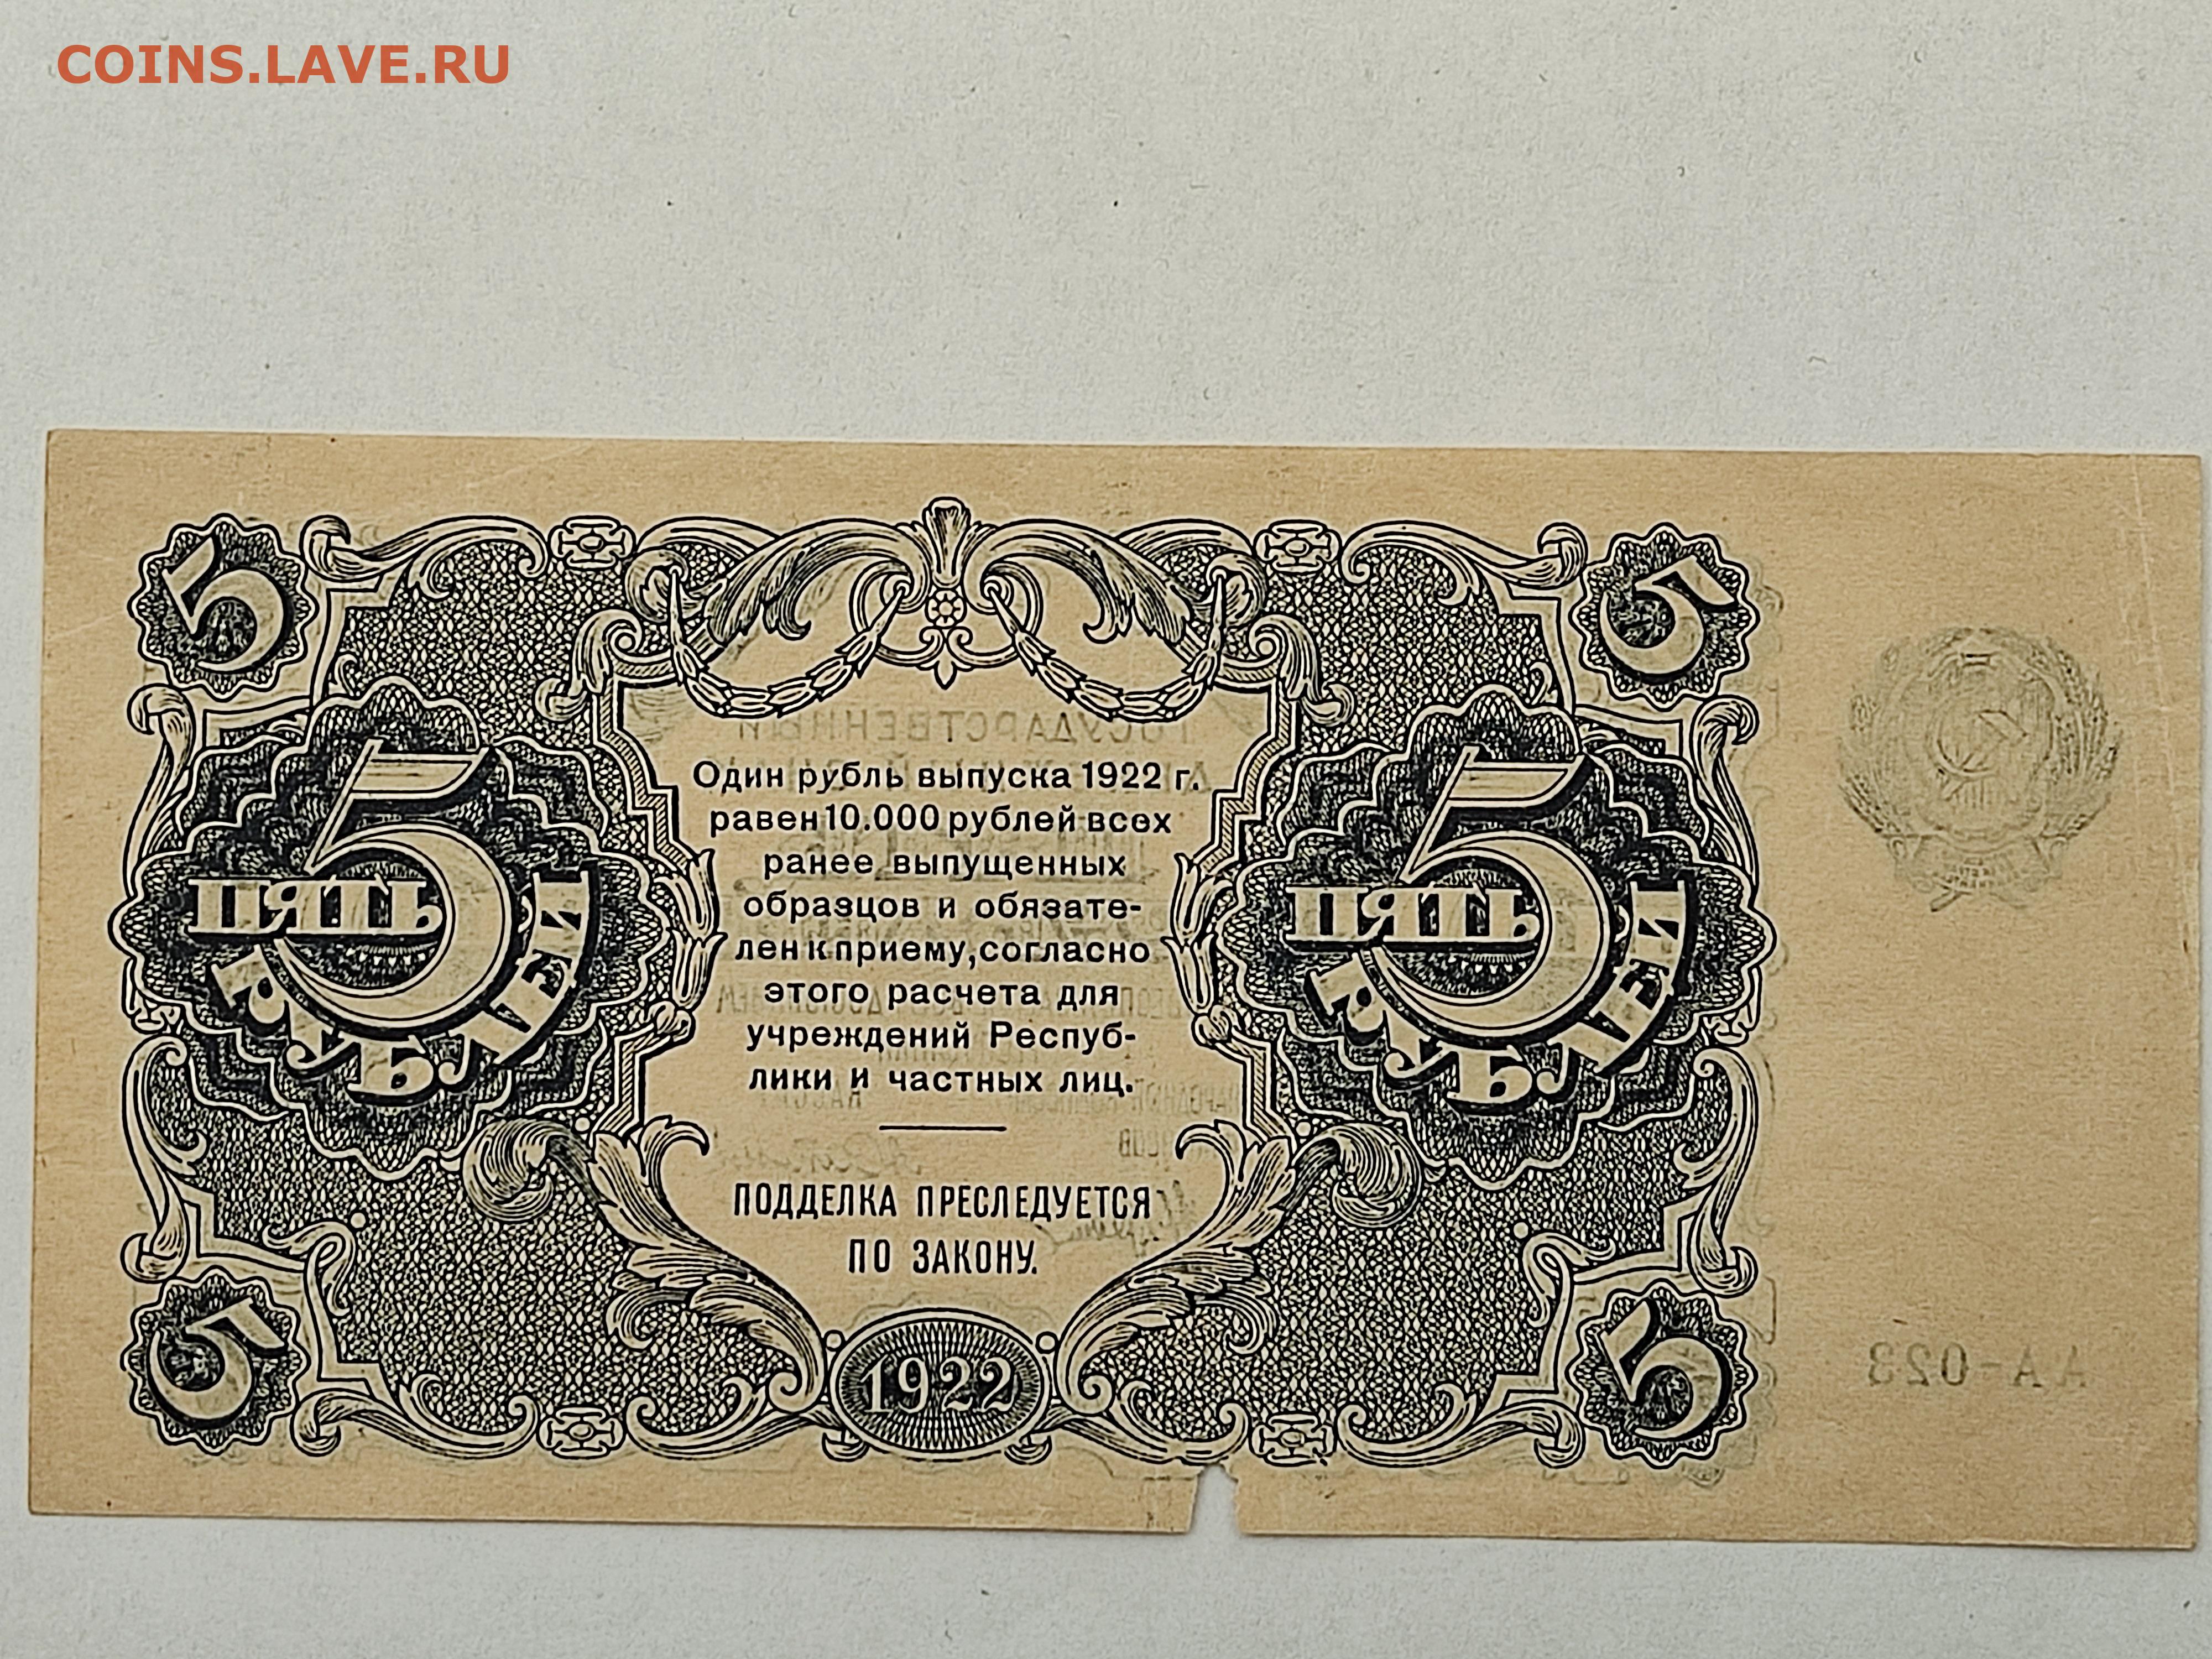 COINS.LAVE.RU
5 5
Один рубль выпуска 1922 г.
равен 10.000 рублей всех
ранее выпущенных
образцов и обязате-
лен к приему, согласно
этого расчета для
учреждений Респуб-
лики и частных лиц.
5 ПЯТЬ РУБЛЕЙ
5 ПЯТЬ РУБЛЕЙ
ПОДДЕЛКА ПРЕСЛЕДУЕТСЯ
ПО ЗАКОНУ.
5 1922 5
АА-023